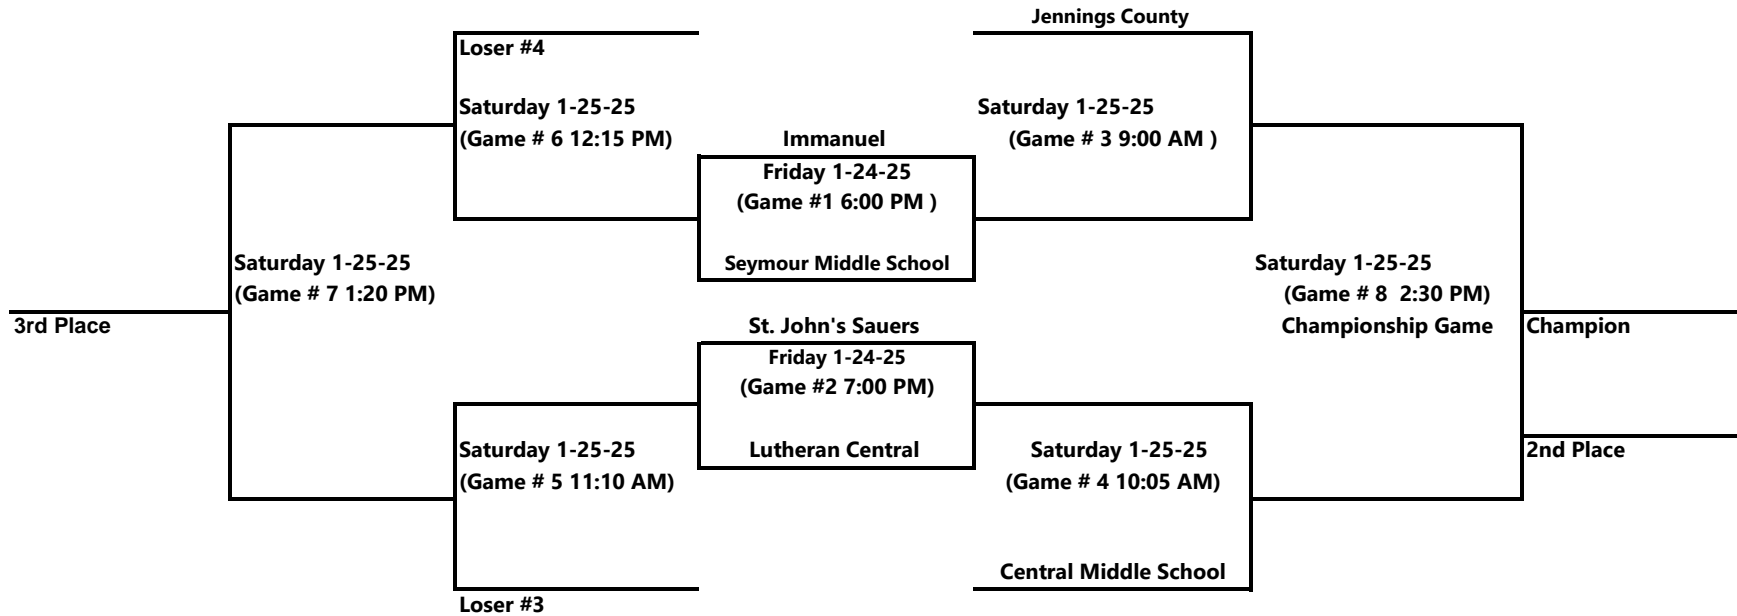 Jennings County
Loser #4
Saturday 1-25-25
(Game # 6 12:15 PM)
Saturday 1-25-25
(Game # 3 9:00 AM )
Immanuel
Friday 1-24-25
(Game #1 6:00 PM )
Seymour Middle School
Saturday 1-25-25
(Game # 7 1:20 PM)
3rd Place
Saturday 1-25-25
(Game # 8 2:30 PM)
Championship Game
Champion
St. John's Sauers
Friday 1-24-25
(Game #2 7:00 PM)
Lutheran Central
Saturday 1-25-25
(Game # 5 11:10 AM)
Saturday 1-25-25
(Game # 4 10:05 AM)
2nd Place
Central Middle School
Loser #3